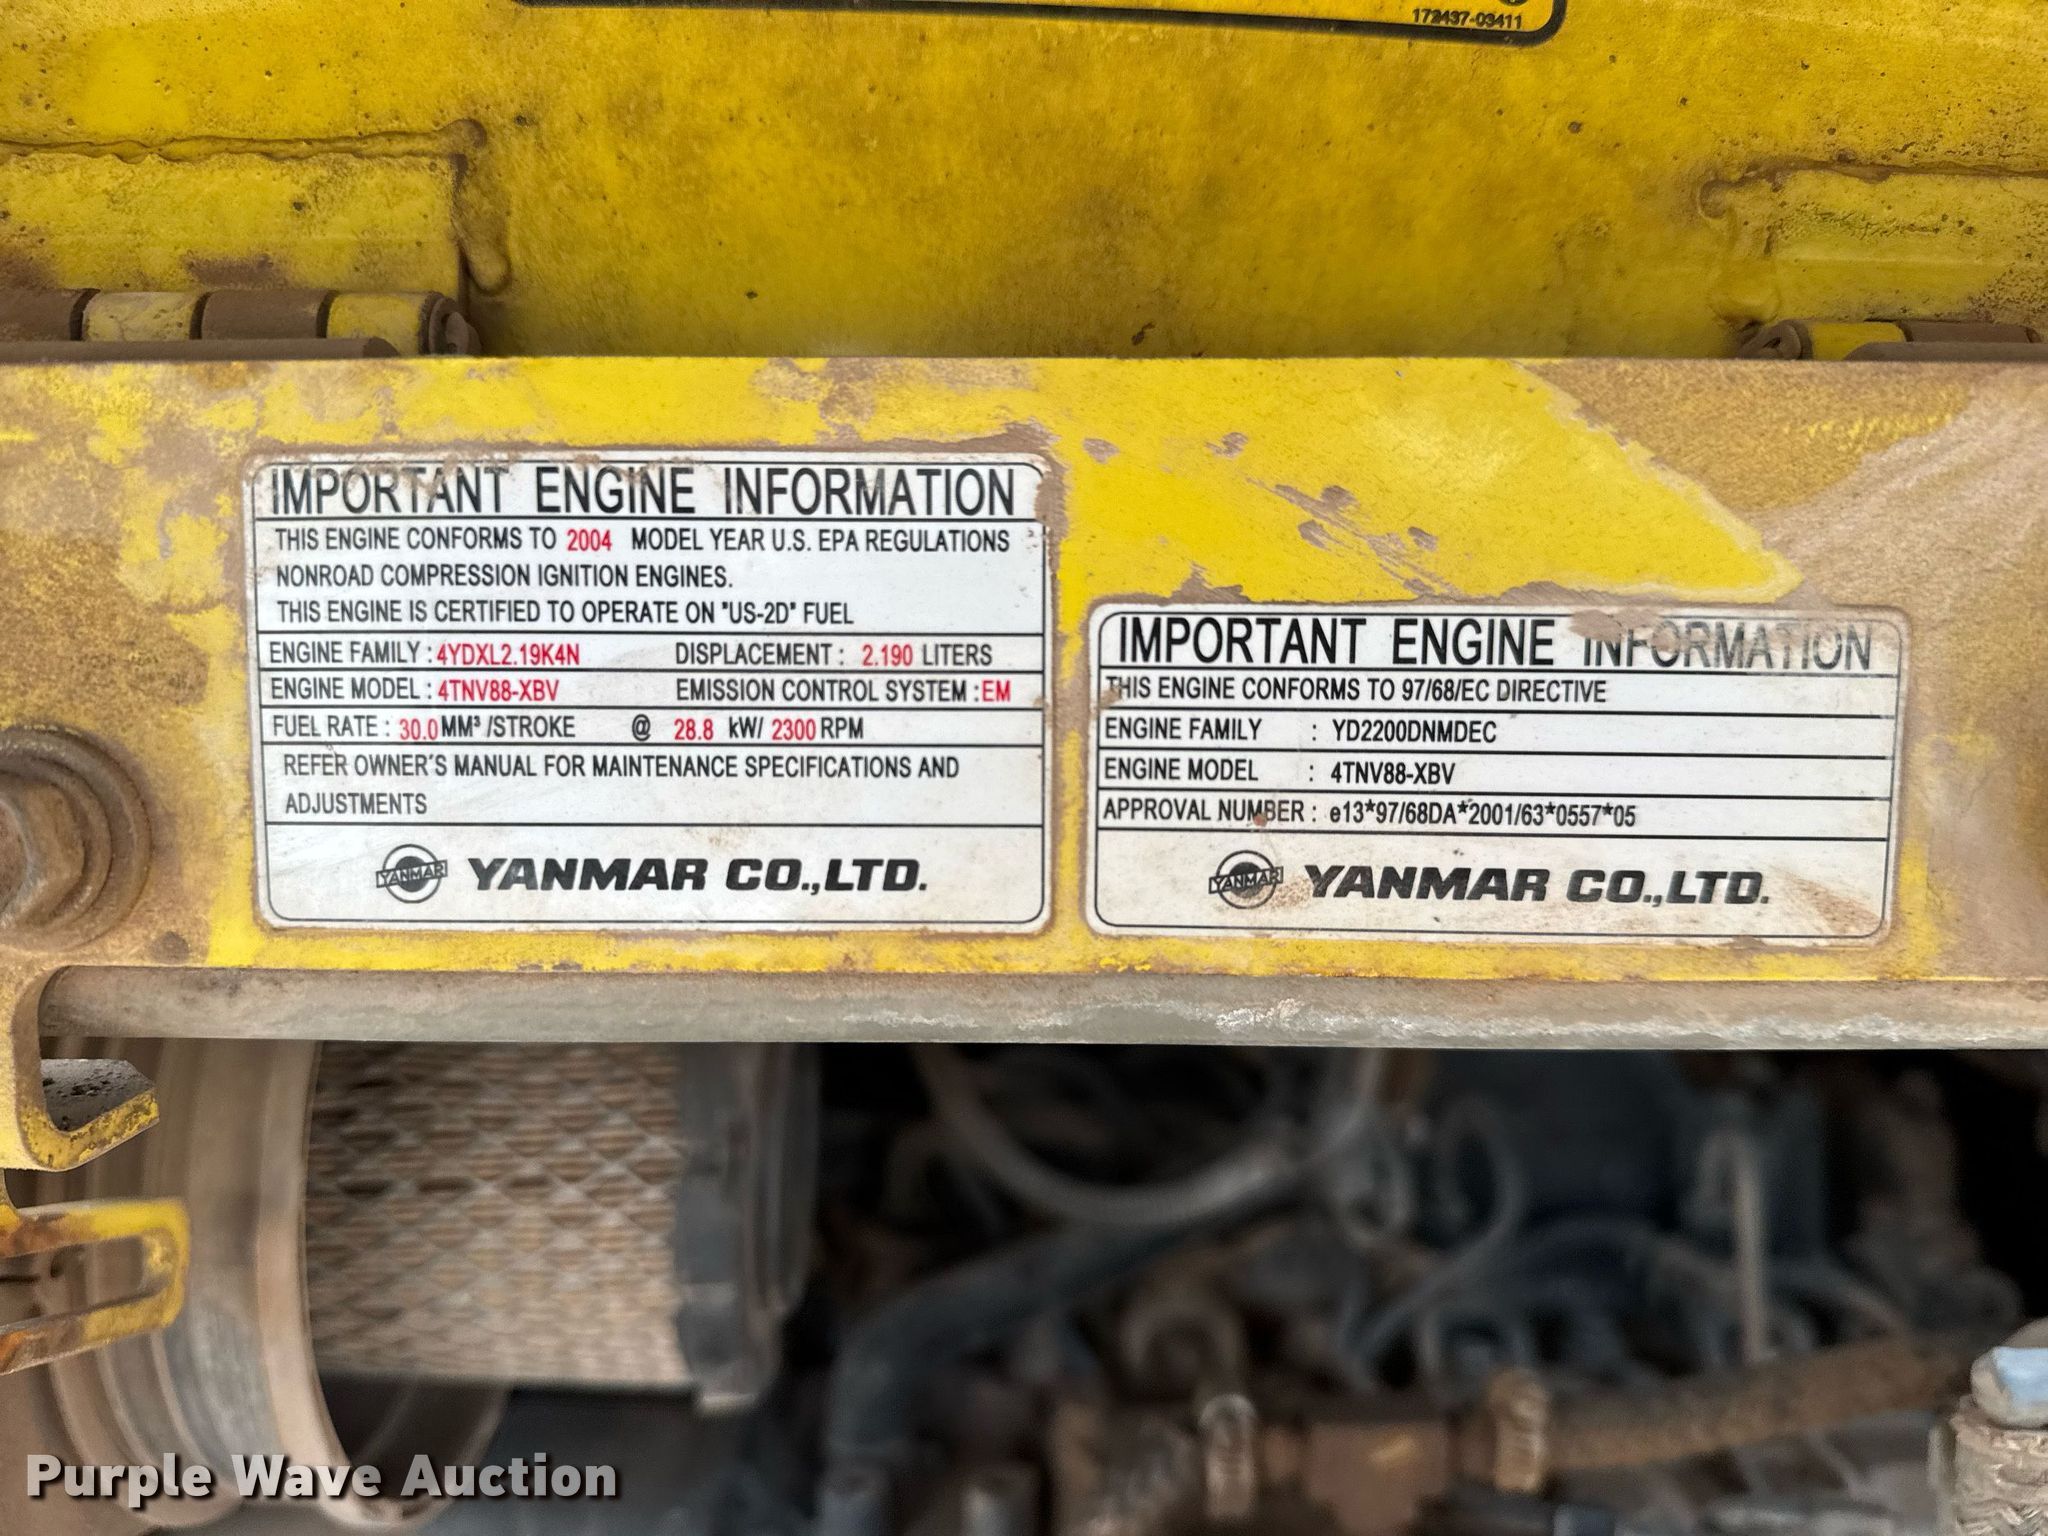 172437-03411
IMPORTANT ENGINE INFORMATION
THIS ENGINE CONFORMS TO 2004 MODEL YEAR U.S. EPA REGULATIONS
NONROAD COMPRESSION IGNITION ENGINES.
THIS ENGINE IS CERTIFIED TO OPERATE ON "US-2D" FUEL
ENGINE FAMILY : 4YDXL2.19K4N DISPLACEMENT : 2.190 LITERS
ENGINE MODEL : 4TNV88-XBV EMISSION CONTROL SYSTEM : EM
FUEL RATE : 30.0 MM³ /STROKE @ 28.8 kW/ 2300 RPM
REFER OWNER'S MANUAL FOR MAINTENANCE SPECIFICATIONS AND
ADJUSTMENTS
YANMAR YANMAR CO.,LTD.
IMPORTANT ENGINE INFORMATION
THIS ENGINE CONFORMS TO 97/68/EC DIRECTIVE
ENGINE FAMILY : YD2200DNMDEC
ENGINE MODEL : 4TNV88-XBV
APPROVAL NUMBER : e13*97/68DA*2001/63*0557*05
YANMAR YANMAR CO.,LTD.
Purple Wave Auction